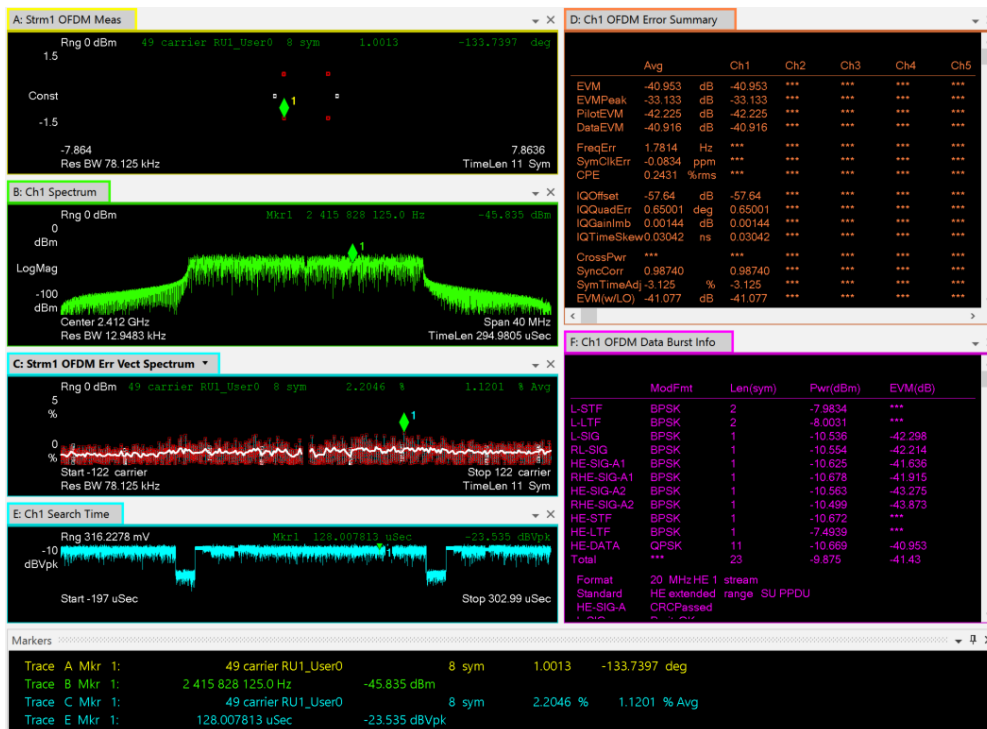 A: Strm1 OFDM Meas
Rng 0 dBm 49 carrier RU1_User0 8 sym 1.0013 -133.7397 deg
1.5
Const
-1.5
1
-7.864 7.8636
Res BW 78.125 kHz TimeLen 11 Sym
B: Ch1 Spectrum
Rng 0 dBm Mkr1 2 415 828 125.0 Hz -45.835 dBm
0
dBm
LogMag
-100
dBm
1
Center 2.412 GHz Span 40 MHz
Res BW 12.9483 kHz TimeLen 294.9805 uSec
C: Strm1 OFDM Err Vect Spectrum
Rng 0 dBm 49 carrier RU1_User0 8 sym 2.2046 % 1.1201 % Avg
5
%
0
%
1
Start -122 carrier Stop 122 carrier
Res BW 78.125 kHz TimeLen 11 Sym
E: Ch1 Search Time
Rng 316.2278 mV Mkr1 128.007813 uSec -23.535 dBVpk
-10
dBVpk
1
Start -197 uSec Stop 302.99 uSec
D: Ch1 OFDM Error Summary
Avg Ch1 Ch2 Ch3 Ch4 Ch5
EVM -40.953 dB -40.953 *** *** *** ***
EVMPeak -33.133 dB -33.133 *** *** *** ***
PilotEVM -42.225 dB -42.225 *** *** *** ***
DataEVM -40.916 dB -40.916 *** *** *** ***
FreqErr 1.7814 Hz *** *** *** *** ***
SymClkErr -0.0834 ppm *** *** *** *** ***
CPE 0.2431 %rms *** *** *** *** ***
IQOffset -57.64 dB -57.64 *** *** *** ***
IQQuadErr 0.65001 deg 0.65001 *** *** *** ***
IQGainImb 0.00144 dB 0.00144 *** *** *** ***
IQTimeSkew 0.03042 ns 0.03042 *** *** *** ***
CrossPwr *** *** *** *** *** ***
SyncCorr 0.98740 0.98740 *** *** *** ***
SymTimeAdj -3.125 % -3.125 *** *** *** ***
EVM(w/LO) -41.077 dB -41.077 *** *** *** ***
F: Ch1 OFDM Data Burst Info
ModFmt Len(sym) Pwr(dBm) EVM(dB)
L-STF BPSK 2 -7.9834 ***
L-LTF BPSK 2 -8.0031 ***
L-SIG BPSK 1 -10.536 -42.298
RL-SIG BPSK 1 -10.554 -42.214
HE-SIG-A1 BPSK 1 -10.625 -41.636
RHE-SIG-A1 BPSK 1 -10.678 -41.915
HE-SIG-A2 BPSK 1 -10.563 -43.275
RHE-SIG-A2 BPSK 1 -10.499 -43.873
HE-STF BPSK 1 -10.672 ***
HE-LTF BPSK 1 -7.4939 ***
HE-DATA QPSK 11 -10.669 -40.953
Total *** 23 -9.875 -41.43
Format 20 MHz HE 1 stream
Standard HE extended range SU PPDU
HE-SIG-A CRCPassed
Markers
Trace A Mkr 1: 49 carrier RU1_User0 8 sym 1.0013 -133.7397 deg
Trace B Mkr 1: 2 415 828 125.0 Hz -45.835 dBm
Trace C Mkr 1: 49 carrier RU1_User0 8 sym 2.2046 % 1.1201 % Avg
Trace E Mkr 1: 128.007813 uSec -23.535 dBVpk